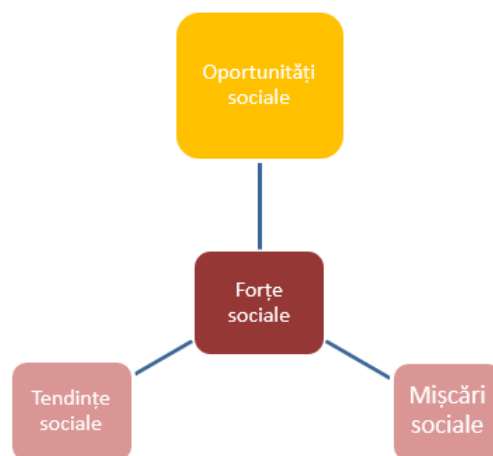 Oportunități
sociale
Forțe
sociale
Tendințe
sociale
Mișcări
sociale